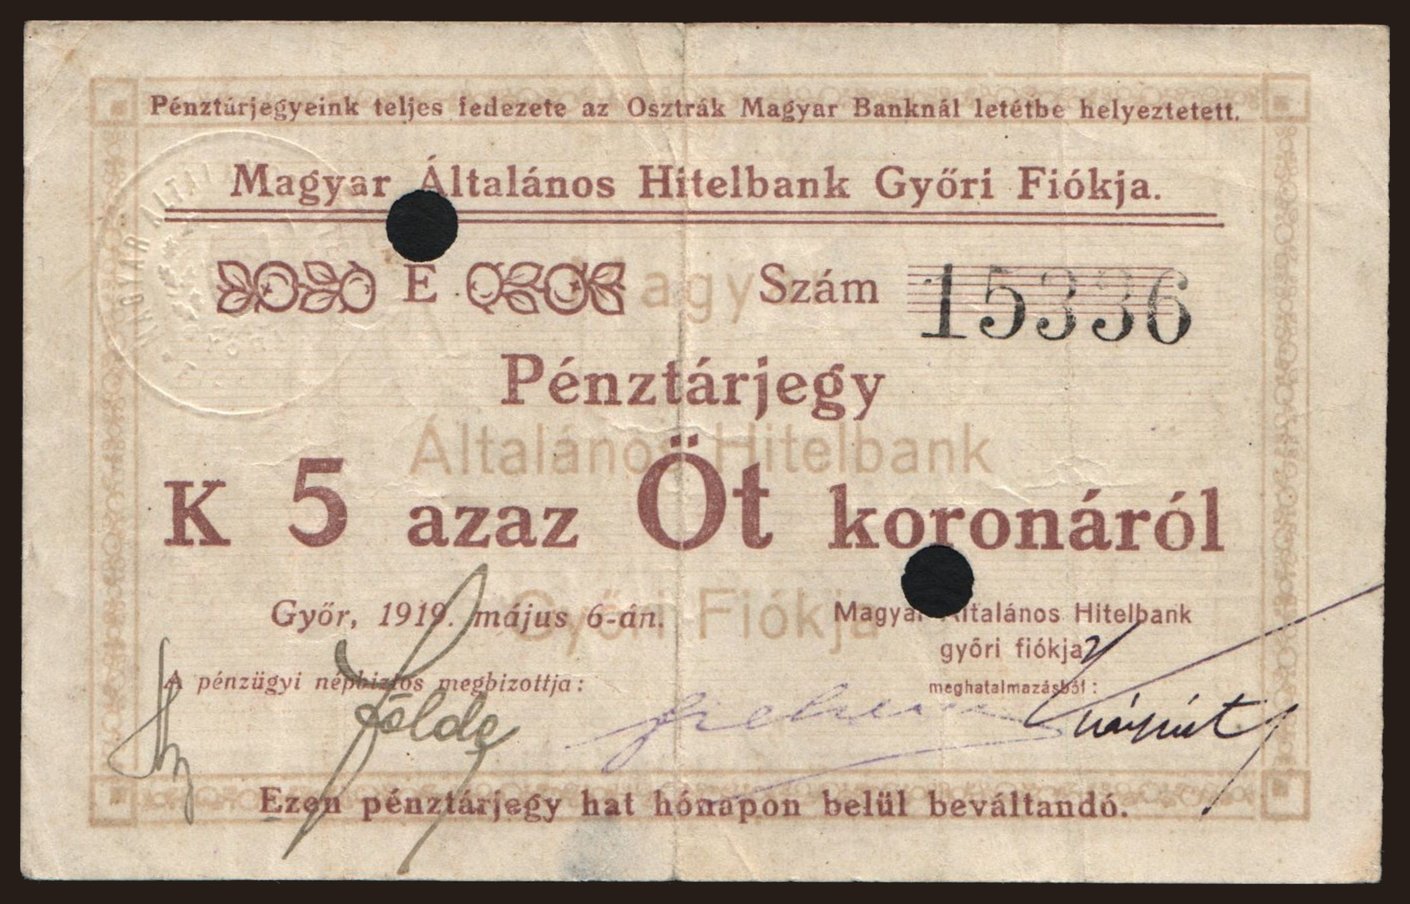 Pénztárjegyeink teljes fedezete az Osztrák Magyar Banknál letétbe helyeztetett.
Magyar Általános Hitelbank Győri Fiókja.
E Szám 15336
Pénztárjegy
K 5 azaz Öt koronáról
Magyar
Általános Hitelbank
Győri Fiókja
Győr, 1919. május 6-án.
Magyar Általános Hitelbank
győri fiókja
A pénzügyi népbiztos megbizottja:
meghatalmazásból:
Ezen pénztárjegy hat hónapon belül beváltandó.